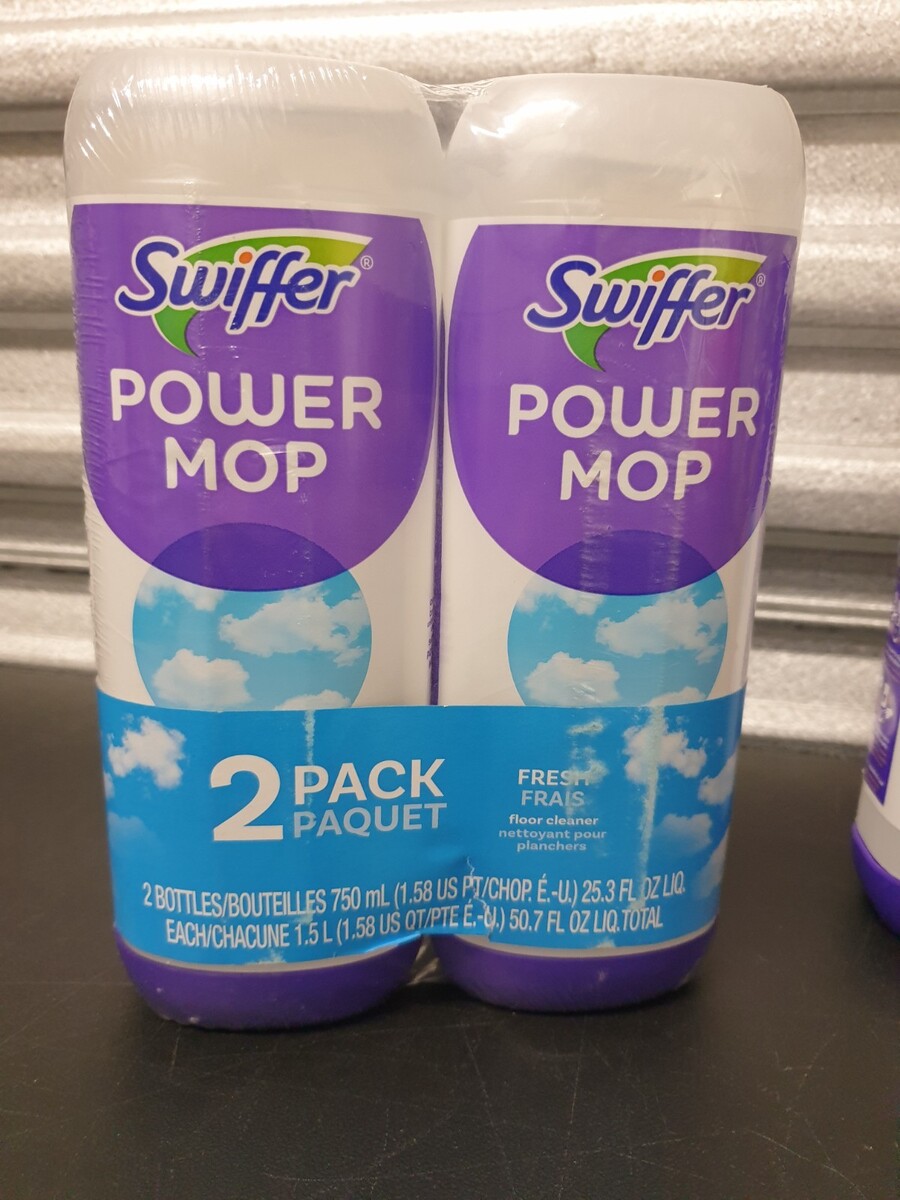 Swiffer®
POWER
MOP
Swiffer®
POWER
MOP
2 PACK
PAQUET
FRESH
FRAIS
floor cleaner
nettoyant pour
planchers
2 BOTTLES/BOUTEILLES 750 mL (1.58 US PT/CHOP. É.-U.) 25.3 FL OZ LIQ.
EACH/CHACUNE 1.5 L (1.58 US QT/PTE É.-U.) 50.7 FL OZ LIQ.TOTAL